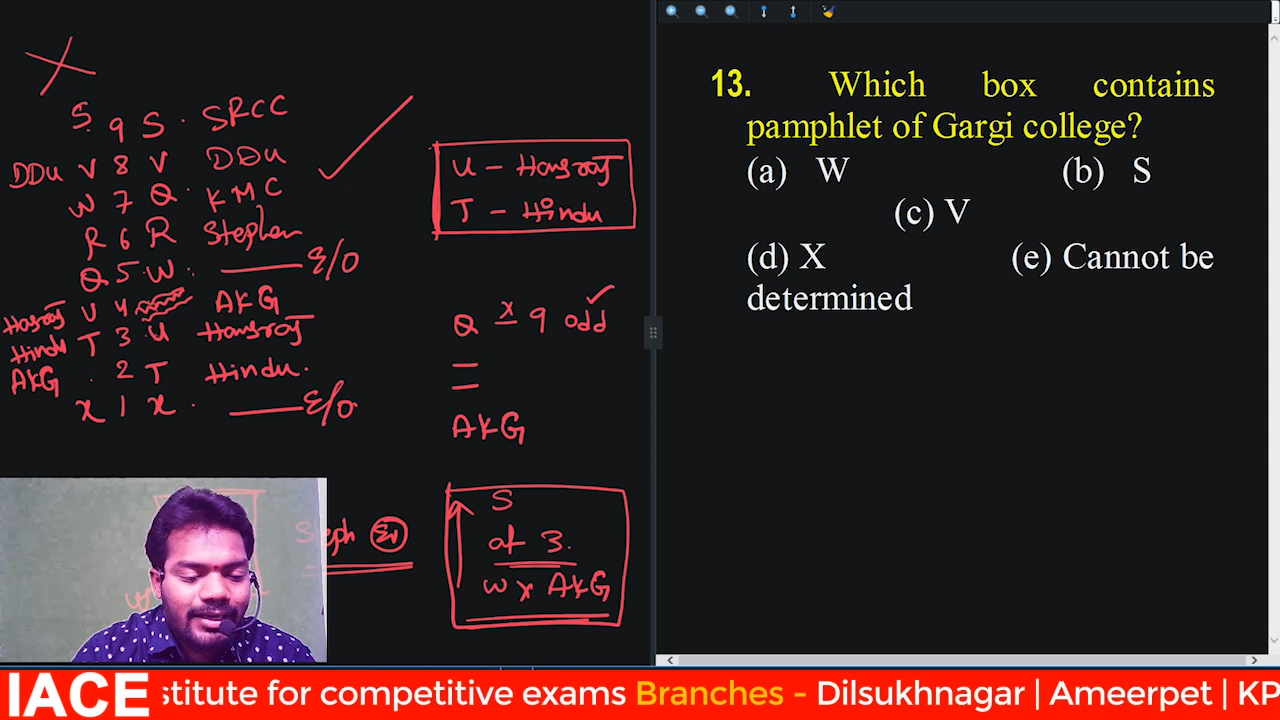 S 9 S SRCC
DDU V 8 V DDU
W 7 Q KMC
R 6 R Stephen
Q 5 W E/O
U 4 AKG
Hindu T 3 U Hansraj
AKG 2 T Hindu.
x 1 x E/O
U - Hansraj
T - Hindu
Q x 9 odd
AKG
Steph
S
at 3.
W x AKG
13. Which box contains
pamphlet of Gargi college?
(a) W (b) S
(c) V
(d) X (e) Cannot be
determined
IACE stitute for competitive exams Branches - Dilsukhnagar | Ameerpet | KP